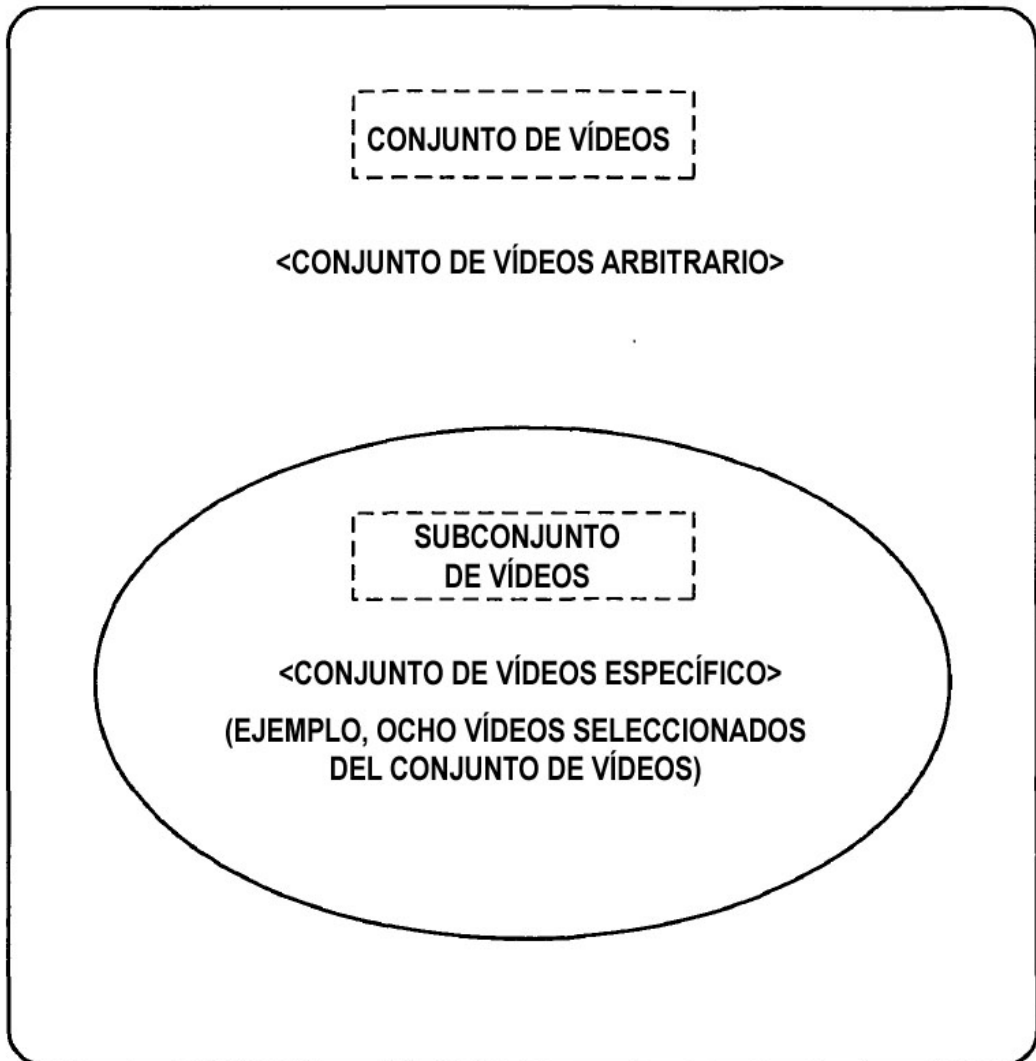 CONJUNTO DE VÍDEOS
<CONJUNTO DE VÍDEOS ARBITRARIO>
SUBCONJUNTO
DE VÍDEOS
<CONJUNTO DE VÍDEOS ESPECÍFICO>
(EJEMPLO, OCHO VÍDEOS SELECCIONADOS
DEL CONJUNTO DE VÍDEOS)